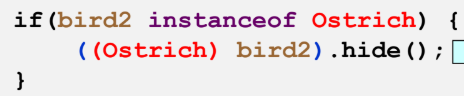 if(bird2 instanceof Ostrich) {
    ((Ostrich) bird2).hide();
}